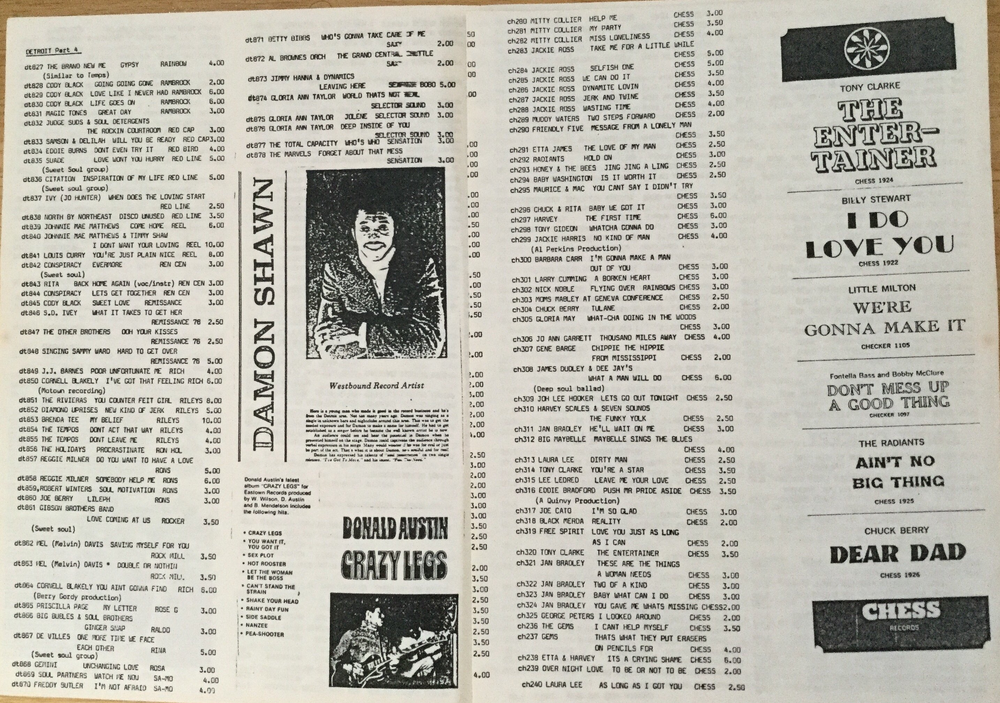 DETROIT Part 4
dt827 THE BRAND NEW ME GYPSY RAINBOW 4.00
(Similar to Temps)
dt828 CODY BLACK GOING GOING GONE RAMBROCK 2.00
dt829 CODY BLACK LOVE LIKE I NEVER HAD RAMBROCK 6.00
dt830 CODY BLACK LIFE GOES ON RAMBROCK 6.00
dt831 MAGIC TONES GREAT DAY RAMBROCK 3.00
dt832 JUDGE SUDS & SOUL DETERGENTS
THE ROCKIN COURTROOM RED CAP 3.00
dt833 SAMSON & DELILAH WILL YOU BE READY RED CAP 3.00
dt834 EDDIE BURNS DONT EVEN TRY IT RED BIRD 4.00
dt835 SUADE LOVE WONT YOU HURRY RED LINE 5.00
(Sweet Soul group)
dt836 CITATION INSPIRATION OF MY LIFE RED LINE 5.00
(Sweet soul group)
dt837 IVY (JO HUNTER) WHEN DOES THE LOVING START
RED LINE 2.50
dt838 NORTH BY NORTHEAST DISCO UNUSED RED LINE 3.50
dt839 JOHNNIE MAE MATTHEWS COME HOME REEL 6.00
dt840 JOHNNIE MAE MATTHEWS & TIMMY SHAW
I DONT WANT YOUR LOVING REEL 10.00
dt841 LOUIS CURRY YOU'RE JUST PLAIN NICE REEL 8.00
dt842 CONSPIRACY EVERMORE REN CEN 3.00
(Sweet soul)
dt843 RITA BACK HOME AGAIN (voc/instr) REN CEN 3.00
dt844 CONSPIRACY LETS GET TOGETHER REN CEN 3.00
dt845 CODY BLACK SWEET LOVE REMISSANCE 3.00
dt846 S.D. IVEY WHAT IT TAKES TO GET HER
REMISSANCE 76 2.50
dt847 THE OTHER BROTHERS OOH YOUR KISSES
REMISSANCE 76 2.50
dt848 SINGING SAMMY WARD HARD TO GET OVER
REMISSANCE 76 5.00
dt849 J.J. BARNES POOR UNFORTUNATE ME RICH 4.00
dt850 CORNELL BLAKELY I'VE GOT THAT FEELING RICH 6.00
(Motown recording)
dt851 THE RIVIERAS YOU COUNTER FEIT GIRL RILEYS 8.00
dt852 DIAMOND UPRISES NEW KIND OF JERK RILEYS 5.00
dt853 BRENDA TEE MY BELIEF RILEYS 10.00
dt854 THE TEMPOS DONT ACT THAT WAY RILEYS 4.00
dt855 THE TEMPOS DONT LEAVE ME RILEYS 4.00
dt856 THE HOLIDAYS PROCRASTINATE RON HOL 3.00
dt857 REGGIE MILNER DO YOU WANT TO HAVE A LOVE
RONS 5.00
dt858 REGGIE MILNER SOMEBODY HELP ME RONS 6.00
dt859 ROBERT WINTERS SOUL MOTIVATION RONS 3.00
dt860 JOE BERRY LILEPH RONS 3.00
dt861 GIBSON BROTHERS BAND
LOVE COMING AT US ROCKER 3.50
(Sweet soul)
dt862 MEL (Melvin) DAVIS SAVING MYSELF FOR YOU
ROCK MILL 3.50
dt863 MEL (Melvin) DAVIS * DOUBLE OR NOTHIN
ROCK MILL 3.50
dt864 CORNELL BLAKELY YOU AINT GONNA FIND RICH 6.00
(Berry Gordy production)
dt865 PRISCILLA PAGE MY LETTER ROSE G 3.00
dt866 BIG BUBLES & SOUL BROTHERS
GINGER SNAP RALDO 3.00
dt867 DE VILLES ONE MORE TIME WE FACE
EACH OTHER RINA 5.00
(Sweet soul group)
dt868 GEMINI UNCHANGING LOVE ROSA 3.00
dt869 SOUL PARTNERS WATCH ME NOW SA-MO 4.00
dt870 FREDDY BUTLER I'M NOT AFRAID SA-MO 4.00
dt871 BETTY BIBBS WHO'S GONNA TAKE CARE OF ME
2.00
dt872 AL BROWNES ORCH THE GRAND CENTRAL SHUTTLE
2.00
dt873 JIMMY HANNA & DYNAMICS
LEAVING HERE BOBO 5.00
dt874 GLORIA ANN TAYLOR WORLD THATS NOT REAL
SELECTOR SOUND 3.00
dt875 GLORIA ANN TAYLOR JOLENE SELECTOR SOUND 3.00
dt876 GLORIA ANN TAYLOR DEEP INSIDE OF YOU
SELECTOR SOUND 3.00
dt877 THE TOTAL CAPACITY WHO'S WHO SENSATION 3.00
dt878 THE MARVELS FORGET ABOUT THAT MESS
SENSATION 3.00
DAMON SHAWN
Westbound Record Artist
Donald Austin's latest
album "CRAZY LEGS" for
Eastown Records produced
by W. Wilson, D. Austin
and B. Mendelson includes
the following hits.
• CRAZY LEGS
• YOU WANT IT,
YOU GOT IT
• SEX PLOT
• NOT ROOSTER
• LET THE WOMAN
BE THE BOSS
• CAN'T STAND THE
STRAIN
• SHAKE YOUR HEAD
• RAINY DAY FUN
• SIDE SADDLE
• NANZEE
• PEA-SHOOTER
DONALD AUSTIN
CRAZY LEGS
ch280 MITTY COLLIER HELP ME CHESS 3.00
ch281 MITTY COLLIER MY PARTY CHESS 3.00
ch282 MITTY COLLIER MISS LONELINESS CHESS 4.00
ch283 JACKIE ROSS TAKE ME FOR A LITTLE WHILE
CHESS 5.00
ch284 JACKIE ROSS SELFISH ONE CHESS 5.00
ch285 JACKIE ROSS WE CAN DO IT CHESS 3.50
ch286 JACKIE ROSS DYNAMITE LOVIN CHESS 4.00
ch287 JACKIE ROSS JERK AND TWINE CHESS 3.50
ch288 JACKIE ROSS WASTING TIME CHESS 4.00
ch289 MUDDY WATERS TWO STEPS FORWARD CHESS 2.00
ch290 FRIENDLY FIVE MESSAGE FROM A LONELY MAN
CHESS 3.50
ch291 ETTA JAMES THE LOVE OF MY MAN CHESS 2.50
ch292 RADIANTS HOLD ON CHESS 3.00
ch293 HONEY & THE BEES JING JING A LING CHESS 2.50
ch294 BABY WASHINGTON IS IT WORTH IT CHESS 2.50
ch295 MAURICE & MAC YOU CANT SAY I DIDN'T TRY
CHESS 3.50
ch296 CHUCK & RITA BABY WE GOT IT CHESS 3.00
ch297 HARVEY THE FIRST TIME CHESS 6.00
ch298 TONY GIDEON WHATCHA GONNA DO CHESS 3.00
ch299 JACKIE HARRIS NO KIND OF MAN CHESS 4.00
(Al Perkins Production)
ch300 BARBARA CARR I'M GONNA MAKE A MAN
OUT OF YOU CHESS 3.00
ch301 LARRY CUMMING A BORKEN HEART CHESS 3.00
ch302 NICK NOBLE FLYING OVER RAINBOWS CHESS 3.00
ch303 MOMS MABLEY AT GENEVA CONFERENCE CHESS 2.50
ch304 CHUCK BERRY TULANE CHESS 2.00
ch305 GLORIA MAY WHAT-CHA DOING IN THE WOODS
CHESS 3.00
ch306 JO ANN GARRETT THOUSAND MILES AWAY CHESS 4.00
ch307 GENE BARGE CHIPPIE THE HIPPIE
FROM MISSISSIPPI CHESS 2.00
ch308 JAMES DUDLEY & DEE JAY'S
WHAT A MAN WILL DO CHESS 6.00
(Deep soul ballad)
ch309 JOH LEE HOOKER LETS GO OUT TONIGHT CHESS 2.50
ch310 HARVEY SCALES & SEVEN SOUNDS
THE FUNKY YOLK CHESS 2.50
ch311 JAN BRADLEY HE'LL WAIT ON ME CHESS 3.00
ch312 BIG MAYBELLE MAYBELLE SINGS THE BLUES
CHESS 4.00
ch313 LAURA LEE DIRTY MAN CHESS 2.50
ch314 TONY CLARKE YOU'RE A STAR CHESS 3.50
ch315 LEE LEDRED LEAVE ME YOUR LOVE CHESS 2.50
ch316 EDDIE BRADFORD PUSH MR PRIDE ASIDE CHESS 3.50
(A Quinvy Production)
ch317 JOE CATO I'M SO GLAD CHESS 3.00
ch318 BLACK MERDA REALITY CHESS 2.00
ch319 FREE SPIRIT LOVE YOU JUST AS LONG
AS I CAN CHESS 2.00
ch320 TONY CLARKE THE ENTERTAINER CHESS 3.50
ch321 JAN BRADLEY THESE ARE THE THINGS
A WOMAN NEEDS CHESS 3.00
ch322 JAN BRADLEY TWO OF A KIND CHESS 3.00
ch323 JAN BRADLEY BABY WHAT CAN I DO CHESS 3.00
ch324 JAN BRADLEY YOU GAVE ME WHATS MISSING CHESS 2.00
ch325 GEORGE PETERS I LOOKED AROUND CHESS 2.00
ch236 THE GEMS I CANT HELP MYSELF CHESS 3.50
ch237 GEMS THATS WHAT THEY PUT ERASERS
ON PENCILS FOR CHESS 4.00
ch238 ETTA & HARVEY ITS A CRYING SHAME CHESS 6.00
ch239 OVER NIGHT LOVE TO BE OR NOT TO BE CHESS 2.00
ch240 LAURA LEE AS LONG AS I GOT YOU CHESS 2.50
TONY CLARKE
THE
ENTER-
TAINER
CHESS 1924
BILLY STEWART
I DO
LOVE YOU
CHESS 1922
LITTLE MILTON
WE'RE
GONNA MAKE IT
CHECKER 1105
Fontella Bass and Bobby McClure
DON'T MESS UP
A GOOD THING
CHECKER 1097
THE RADIANTS
AIN'T NO
BIG THING
CHESS 1925
CHUCK BERRY
DEAR DAD
CHESS 1926
CHESS
RECORDS